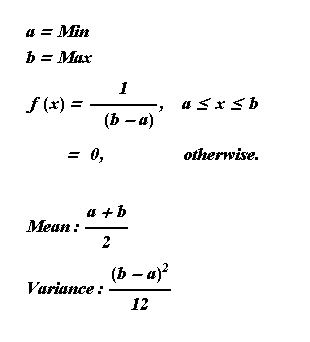 a = Min
b = Max
f (x) = 1 / (b – a), a ≤ x ≤ b
= 0, otherwise.
Mean : a + b / 2
Variance : (b – a)² / 12